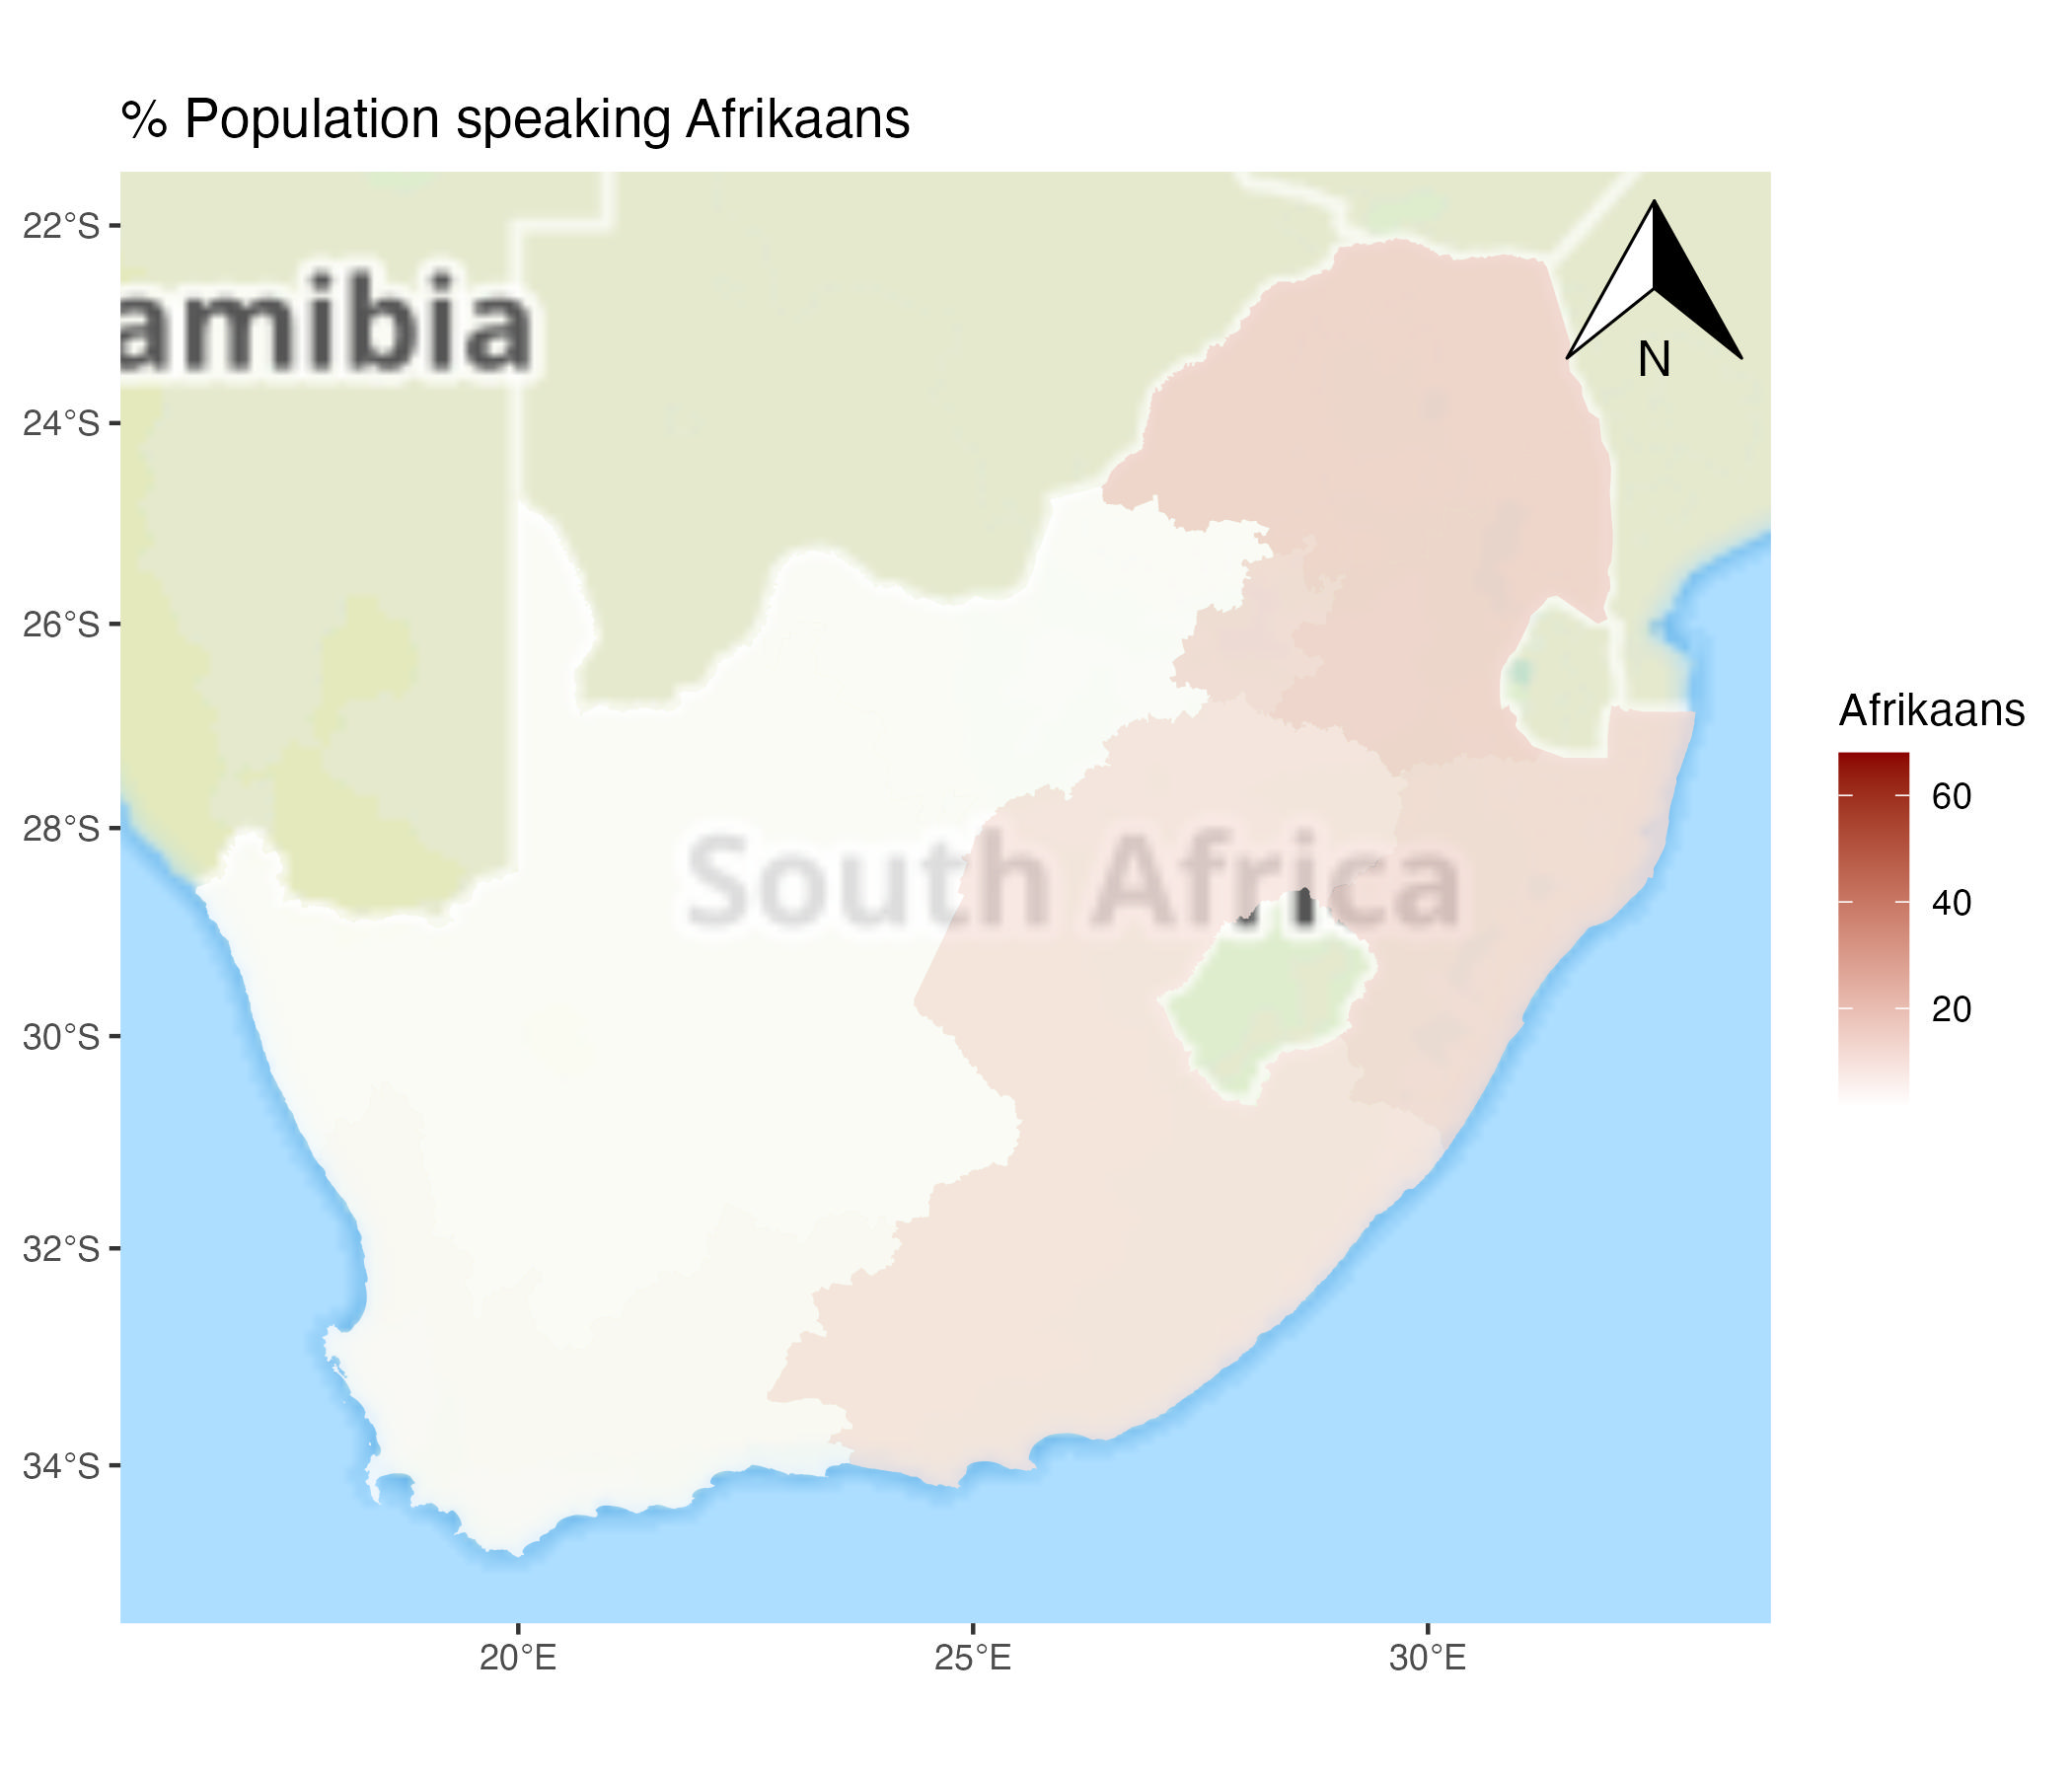 % Population speaking Afrikaans
22°S
24°S
26°S
28°S
30°S
32°S
34°S
amibia
N
South Africa
20°E
25°E
30°E
Afrikaans
60
40
20